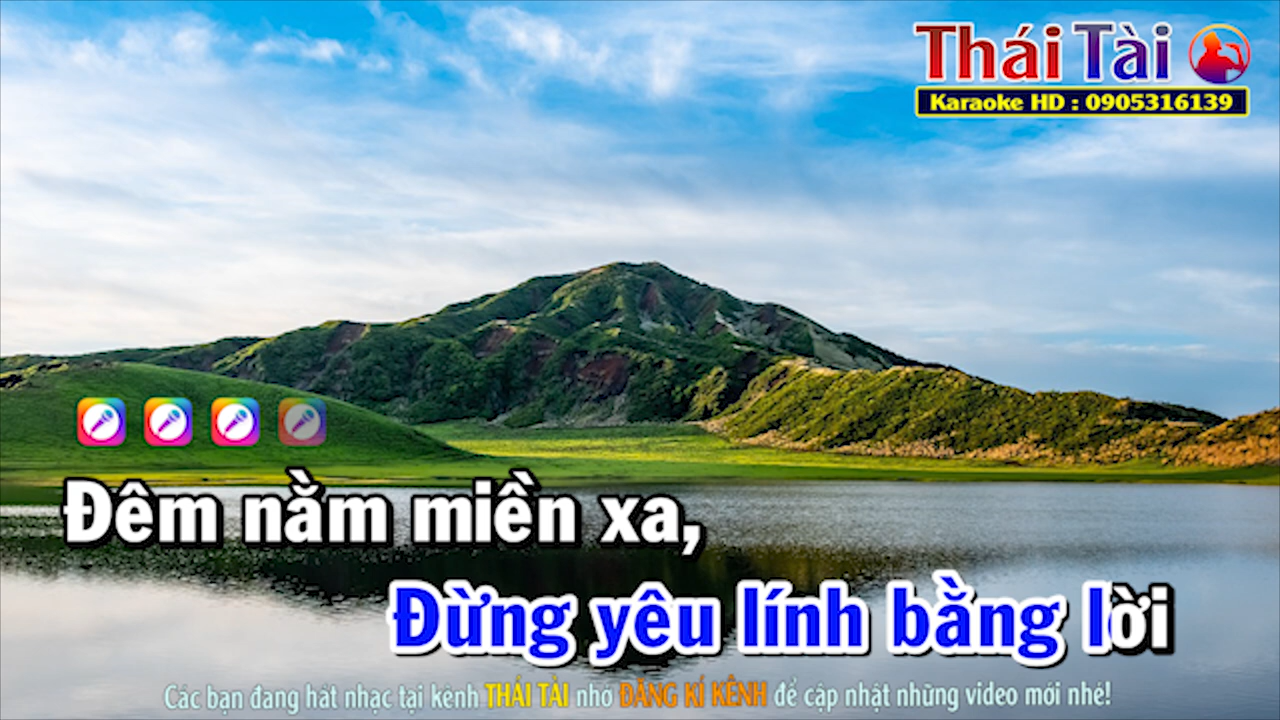 Thái Tài
Karaoke HD : 0905316139
Đêm nằm miền xa,
Đừng yêu lính bằng lời
Các bạn đang hát nhạc tại kênh THÁI TÀI nhớ ĐĂNG KÍ KÊNH để cập nhật những video mới nhé!